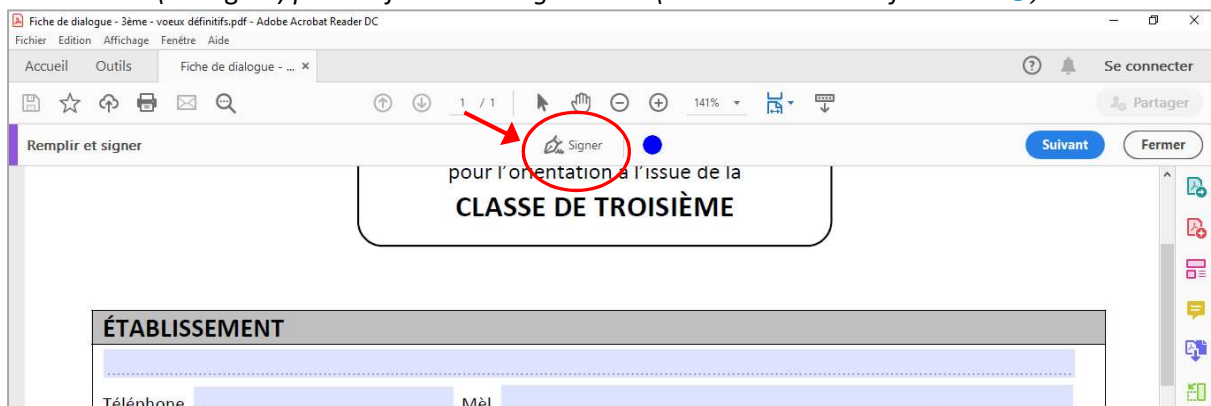 Fiche de dialogue - 3ème - voeux définitifs.pdf - Adobe Acrobat Reader DC
Fichier Edition Affichage Fenêtre Aide
Accueil Outils Fiche de dialogue - ... × Se connecter
1 / 1 141% Partager
Remplir et signer Signer Suivant Fermer
pour l'orientation à l'issue de la
CLASSE DE TROISIÈME
ÉTABLISSEMENT
Téléphone Mèl